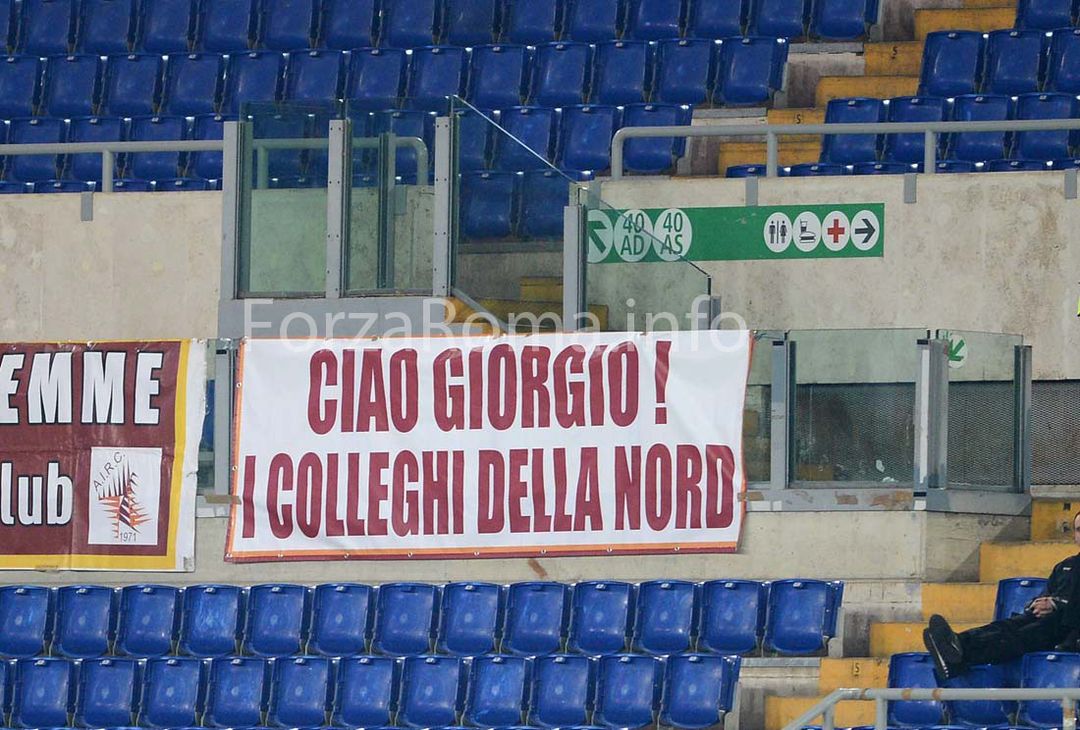 40 AD
40 AS
ForzaRoma.info
CIAO GIORGIO !
I COLLEGHI DELLA NORD
EMME
lub
A.I.R.C.
1971